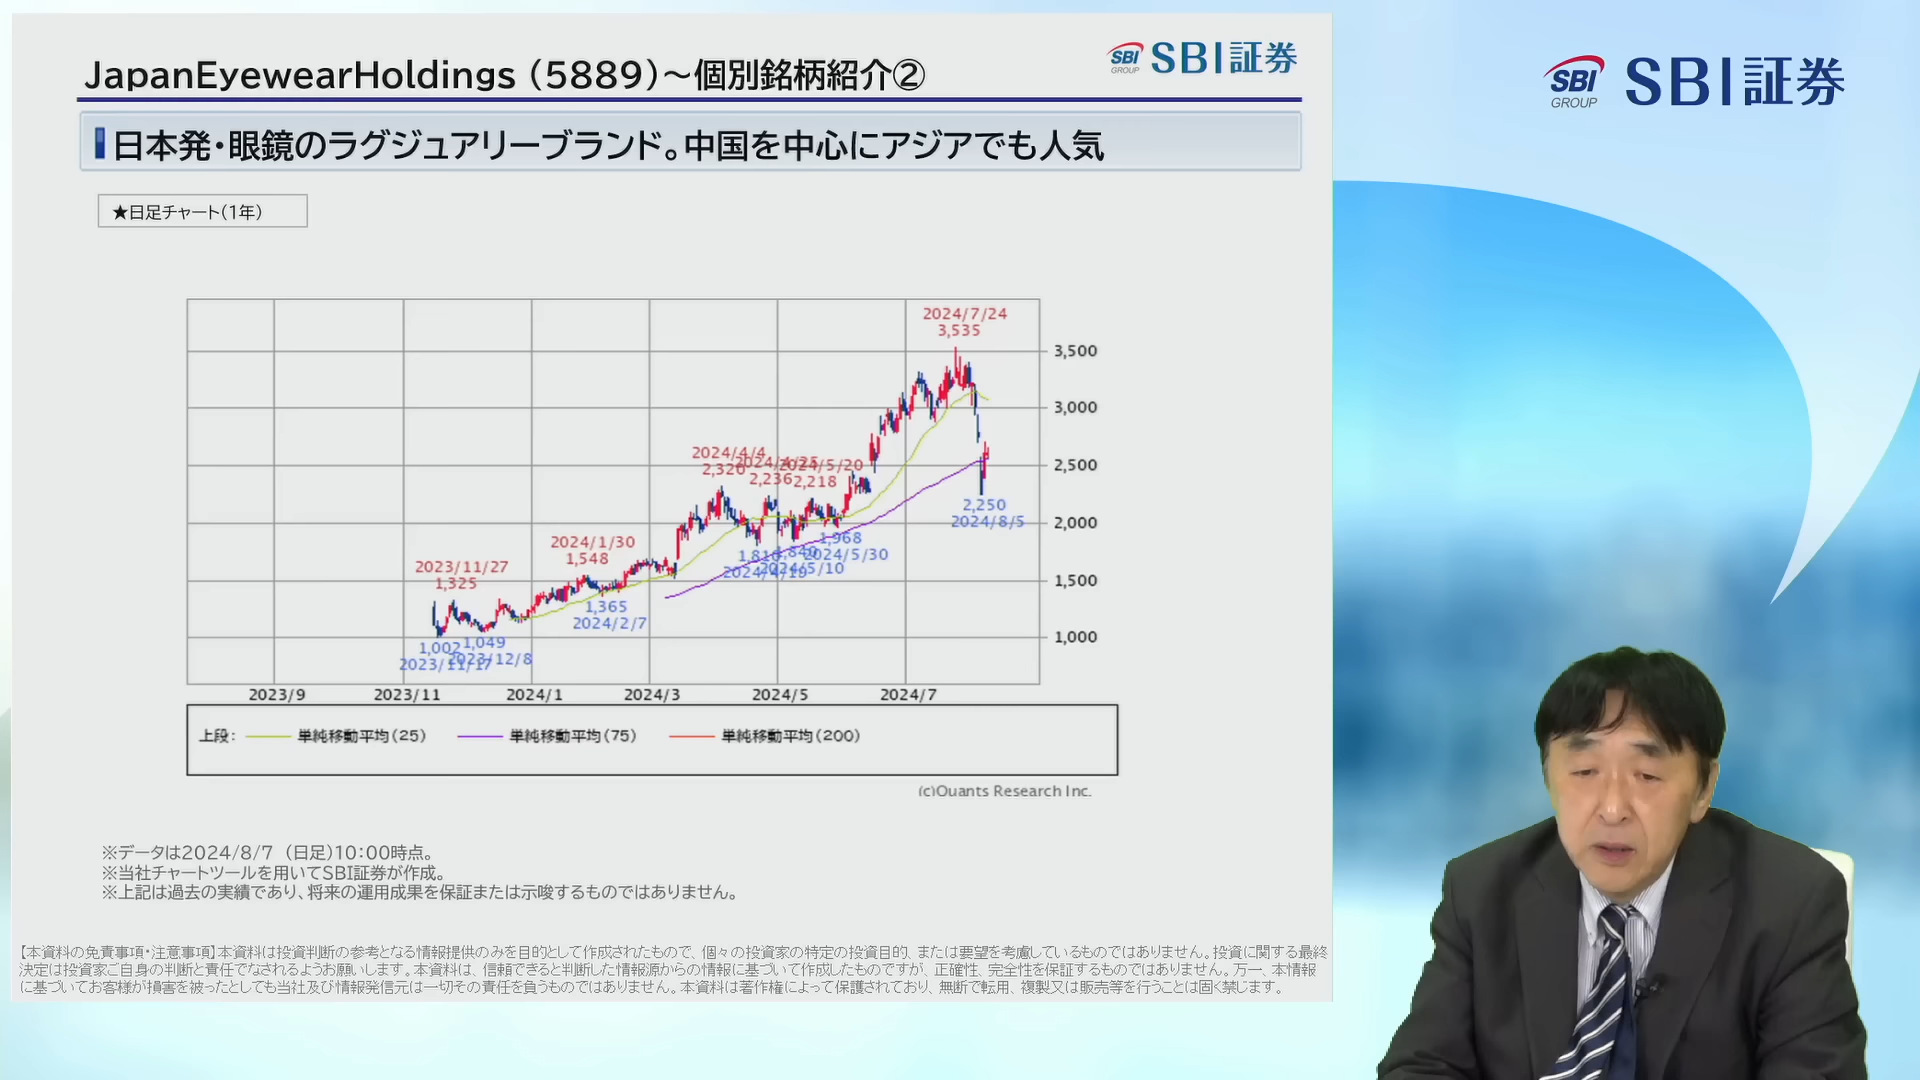 JapanEyewearHoldings（5889）～個別銘柄紹介②
SBI GROUP SBI証券
SBI GROUP SBI証券
日本発・眼鏡のラグジュアリーブランド。中国を中心にアジアでも人気
★日足チャート（1年）
2024/7/24
3,535
3,500
3,000
2024/4/4
2,326
2,236
2024/5/20
2,218
2,500
2,250
2024/8/5
2,000
1,968
2024/5/30
2024/1/30
1,548
2023/11/27
1,325
1,500
1,365
2024/2/7
1,000
1,002
1,049
2023/11/17
2023/12/8
2023/9 2023/11 2024/1 2024/3 2024/5 2024/7
上段: 単純移動平均(25) 単純移動平均(75) 単純移動平均(200)
(c)Quants Research Inc.
※データは2024/8/7 （日足）10：00時点。
※当社チャートツールを用いてSBI証券が作成。
※上記は過去の実績であり、将来の運用成果を保証または示唆するものではありません。
【本資料の免責事項・注意事項】本資料は投資判断の参考となる情報提供のみを目的として作成されたもので、個々の投資家の特定の投資目的、または要望を考慮しているものではありません。投資に関する最終
決定は投資家ご自身の判断と責任でなされるようお願いします。本資料は、信頼できると判断した情報源からの情報に基づいて作成したものですが、正確性、完全性を保証するものではありません。万一、本情報
に基づいてお客様が損害を被ったとしても当社及び情報発信元は一切その責任を負うものではありません。本資料は著作権によって保護されており、無断で転用、複製又は販売等を行うことは固く禁じます。